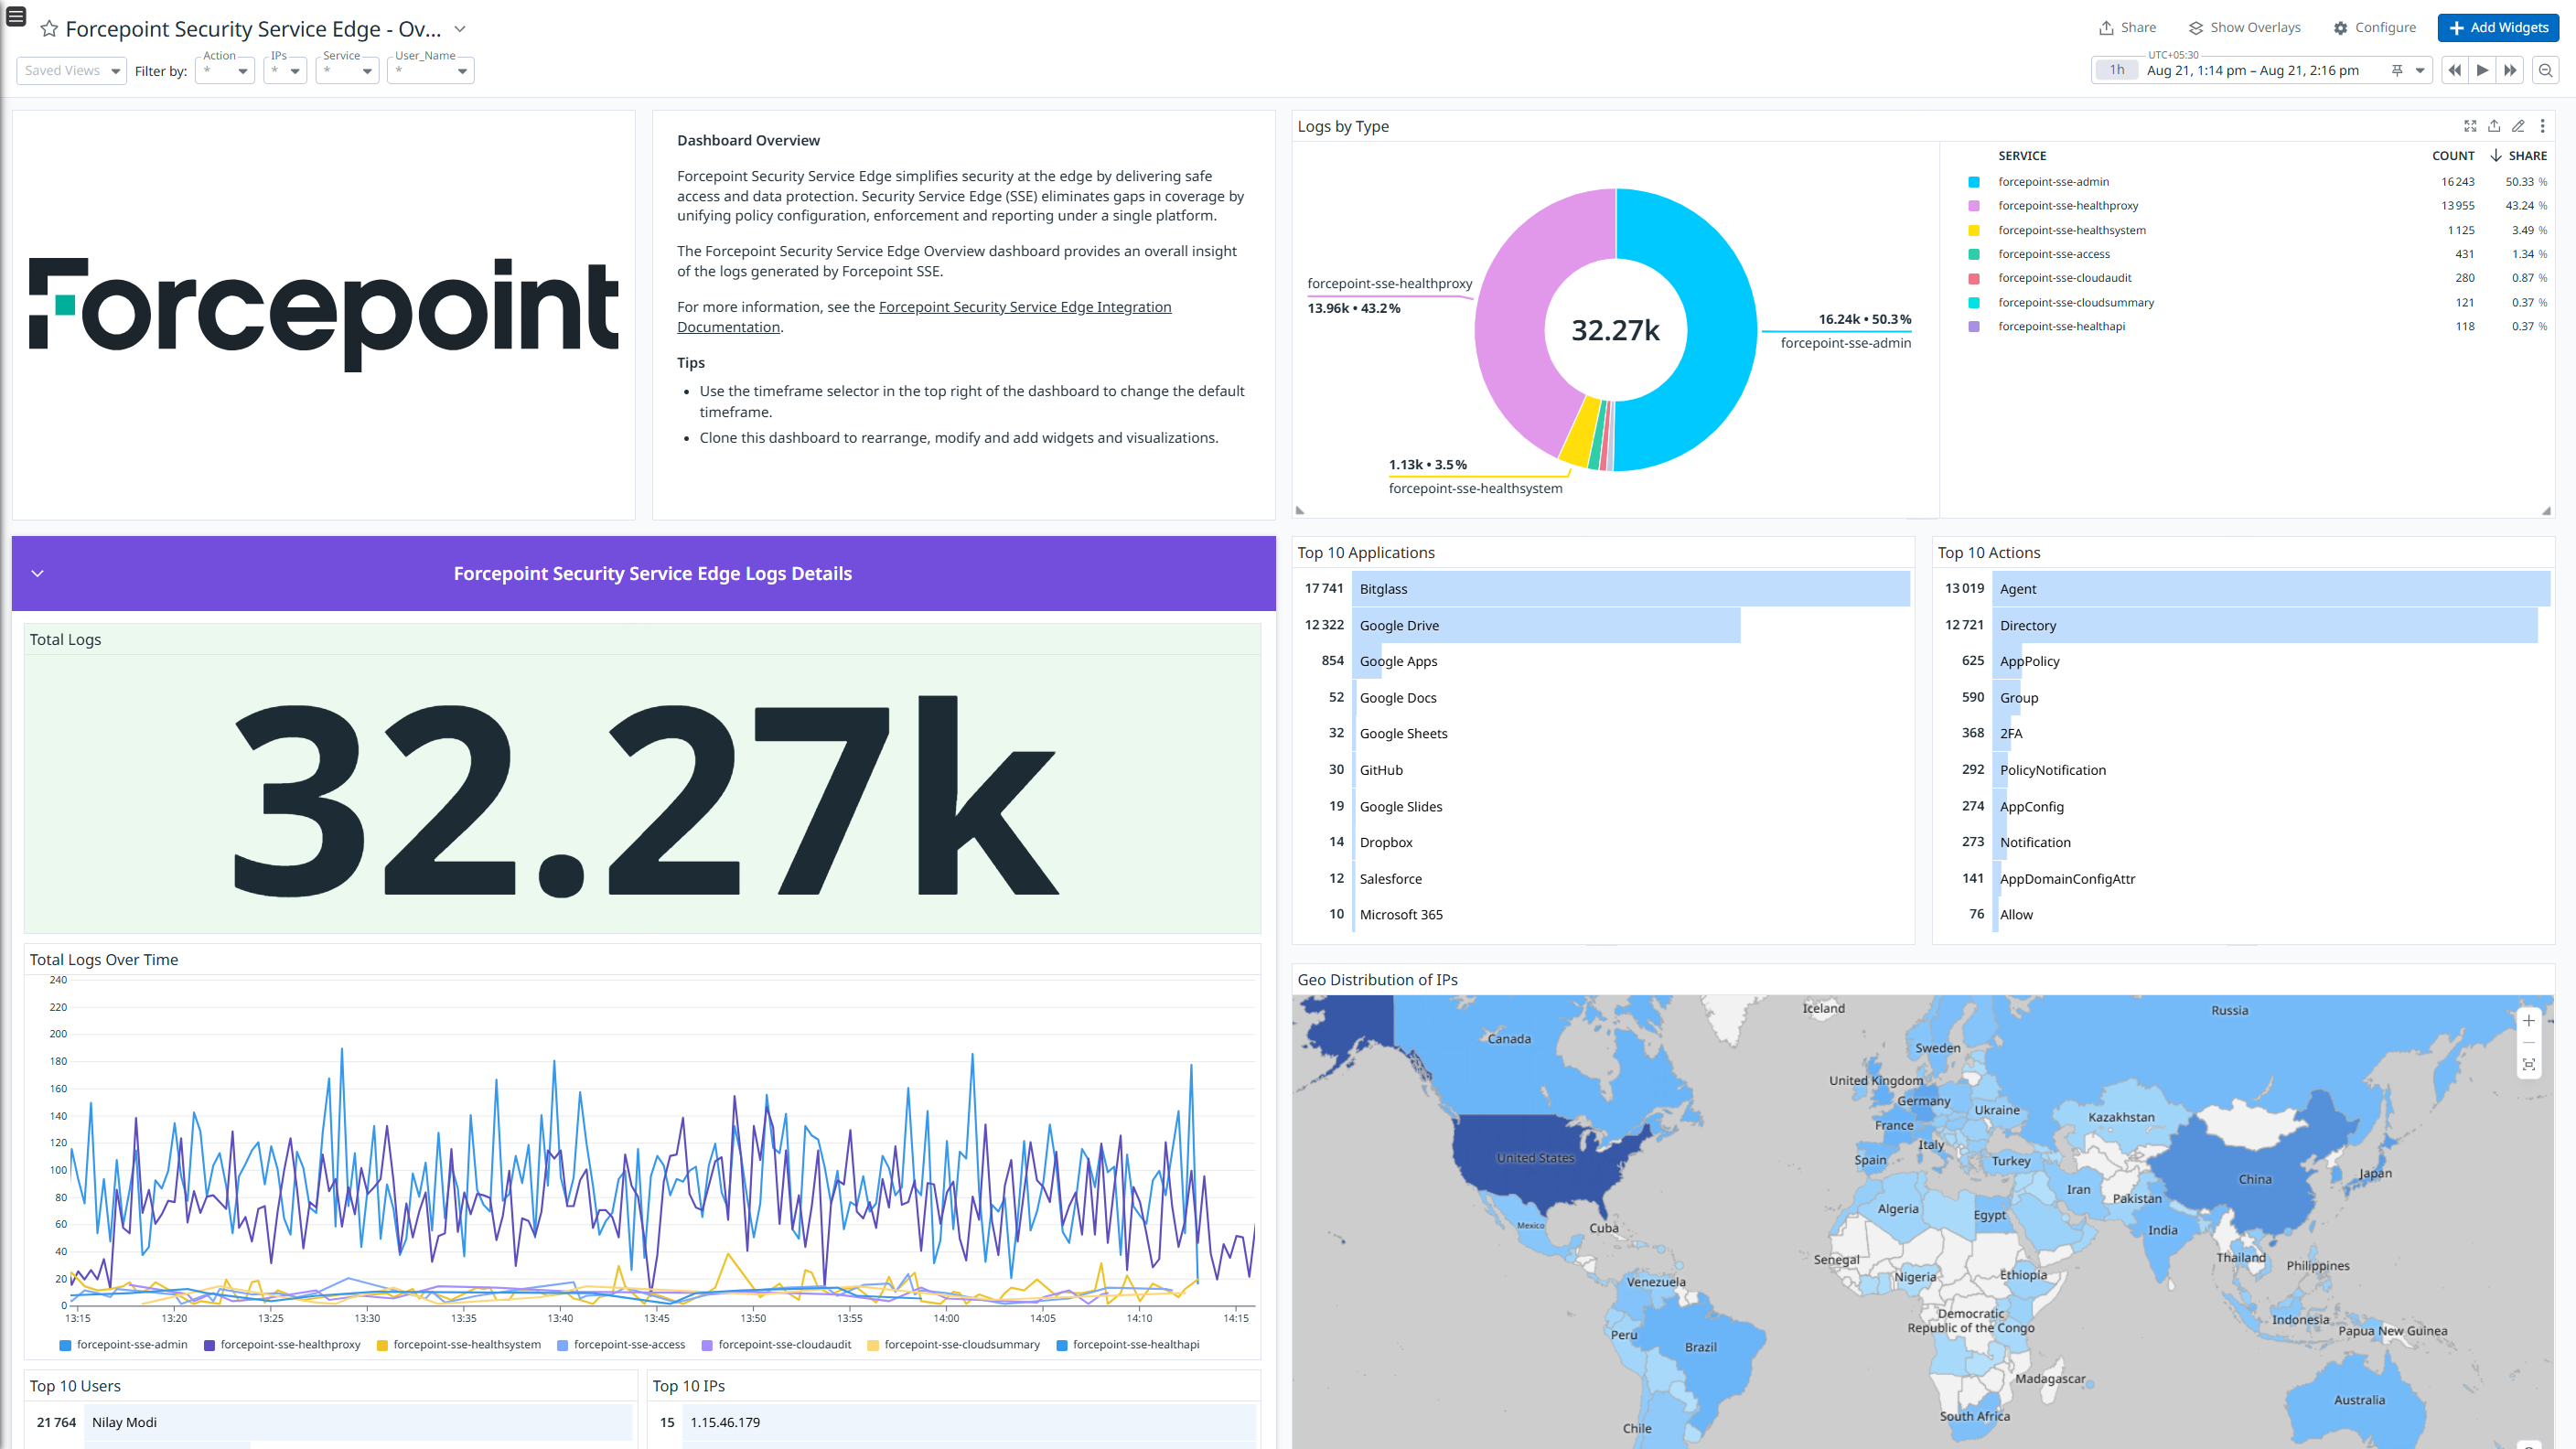 Forcepoint Security Service Edge - Ov...
Share
Show Overlays
Configure
Add Widgets
Saved Views
Filter by:
Action
*
IPs
*
Service
*
User_Name
*
UTC+05:30
1h
Aug 21, 1:14 pm – Aug 21, 2:16 pm
Forcepoint
Dashboard Overview
Forcepoint Security Service Edge simplifies security at the edge by delivering safe
access and data protection. Security Service Edge (SSE) eliminates gaps in coverage by
unifying policy configuration, enforcement and reporting under a single platform.
The Forcepoint Security Service Edge Overview dashboard provides an overall insight
of the logs generated by Forcepoint SSE.
For more information, see the Forcepoint Security Service Edge Integration
Documentation.
Tips
• Use the timeframe selector in the top right of the dashboard to change the default
timeframe.
• Clone this dashboard to rearrange, modify and add widgets and visualizations.
Logs by Type
forcepoint-sse-healthproxy
13.96k • 43.2%
32.27k
16.24k • 50.3%
forcepoint-sse-admin
1.13k • 3.5%
forcepoint-sse-healthsystem
SERVICE COUNT SHARE
forcepoint-sse-admin 16243 50.33 %
forcepoint-sse-healthproxy 13955 43.24 %
forcepoint-sse-healthsystem 1125 3.49 %
forcepoint-sse-access 431 1.34 %
forcepoint-sse-cloudaudit 280 0.87 %
forcepoint-sse-cloudsummary 121 0.37 %
forcepoint-sse-healthapi 118 0.37 %
Forcepoint Security Service Edge Logs Details
Total Logs
32.27k
Total Logs Over Time
240
220
200
180
160
140
120
100
80
60
40
20
0
13:15 13:20 13:25 13:30 13:35 13:40 13:45 13:50 13:55 14:00 14:05 14:10 14:15
forcepoint-sse-admin forcepoint-sse-healthproxy forcepoint-sse-healthsystem forcepoint-sse-access forcepoint-sse-cloudaudit forcepoint-sse-cloudsummary forcepoint-sse-healthapi
Top 10 Users
21 764 Nilay Modi
Top 10 IPs
15 1.15.46.179
Top 10 Applications
17 741 Bitglass
12 322 Google Drive
854 Google Apps
52 Google Docs
32 Google Sheets
30 GitHub
19 Google Slides
14 Dropbox
12 Salesforce
10 Microsoft 365
Top 10 Actions
13 019 Agent
12 721 Directory
625 AppPolicy
590 Group
368 2FA
292 PolicyNotification
274 AppConfig
273 Notification
141 AppDomainConfigAttr
76 Allow
Geo Distribution of IPs
Iceland
Russia
Canada
Sweden
United Kingdom
Germany
Ukraine
Kazakhstan
France
Italy
United States
Spain
Turkey
Japan
China
Iran
Pakistan
Algeria
Egypt
Mexico
Cuba
India
Senegal
Thailand
Philippines
Nigeria
Ethiopia
Venezuela
Democratic
Republic of the Congo
Indonesia
Papua New Guinea
Peru
Brazil
Madagascar
Australia
South Africa
Chile